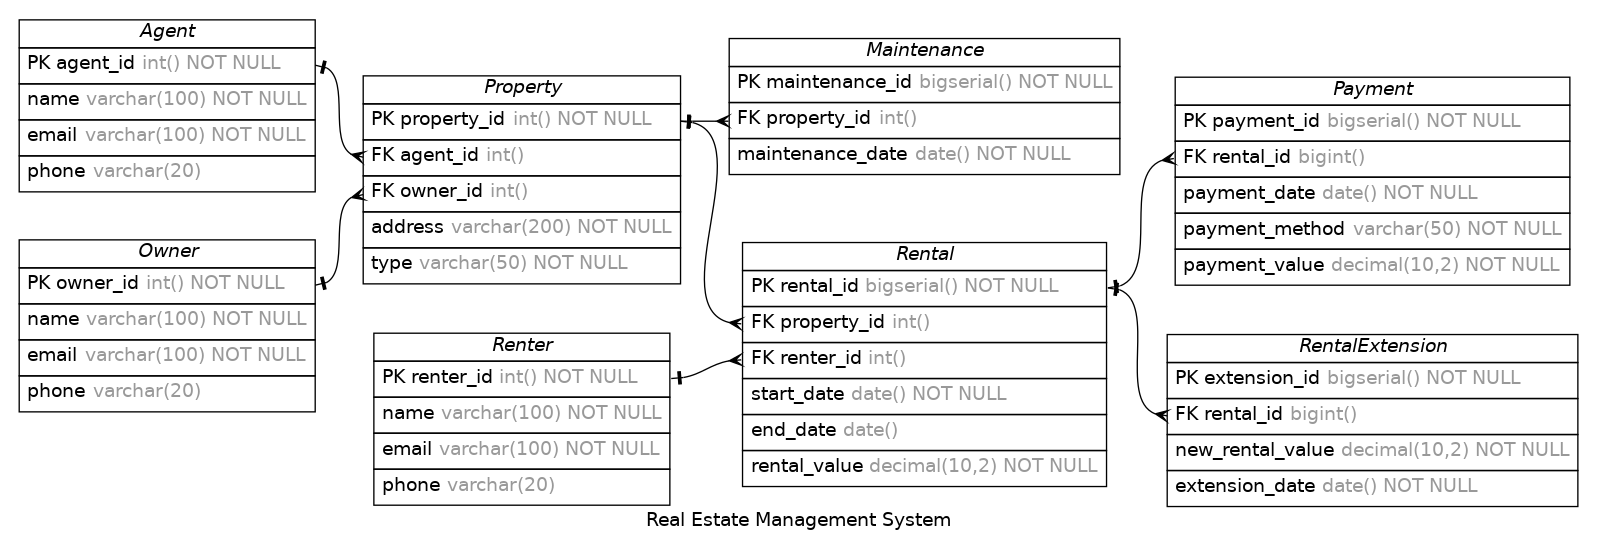 Agent
PK agent_id int() NOT NULL
name varchar(100) NOT NULL
email varchar(100) NOT NULL
phone varchar(20)
Owner
PK owner_id int() NOT NULL
name varchar(100) NOT NULL
email varchar(100) NOT NULL
phone varchar(20)
Property
PK property_id int() NOT NULL
FK agent_id int()
FK owner_id int()
address varchar(200) NOT NULL
type varchar(50) NOT NULL
Renter
PK renter_id int() NOT NULL
name varchar(100) NOT NULL
email varchar(100) NOT NULL
phone varchar(20)
Maintenance
PK maintenance_id bigserial() NOT NULL
FK property_id int()
maintenance_date date() NOT NULL
Rental
PK rental_id bigserial() NOT NULL
FK property_id int()
FK renter_id int()
start_date date() NOT NULL
end_date date()
rental_value decimal(10,2) NOT NULL
Payment
PK payment_id bigserial() NOT NULL
FK rental_id bigint()
payment_date date() NOT NULL
payment_method varchar(50) NOT NULL
payment_value decimal(10,2) NOT NULL
RentalExtension
PK extension_id bigserial() NOT NULL
FK rental_id bigint()
new_rental_value decimal(10,2) NOT NULL
extension_date date() NOT NULL
Real Estate Management System